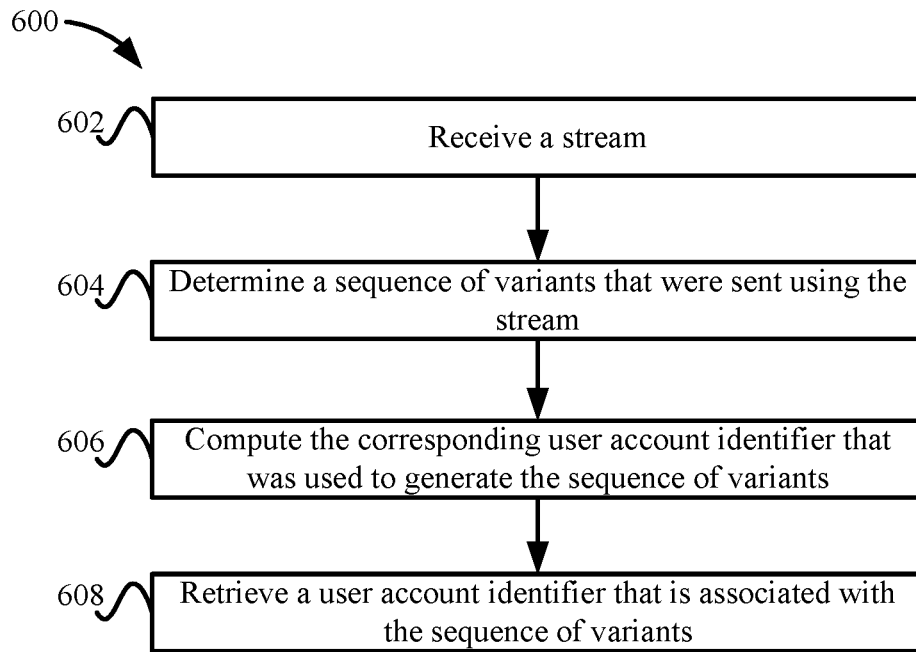 600
602
Receive a stream
604
Determine a sequence of variants that were sent using the
stream
606
Compute the corresponding user account identifier that
was used to generate the sequence of variants
608
Retrieve a user account identifier that is associated with
the sequence of variants